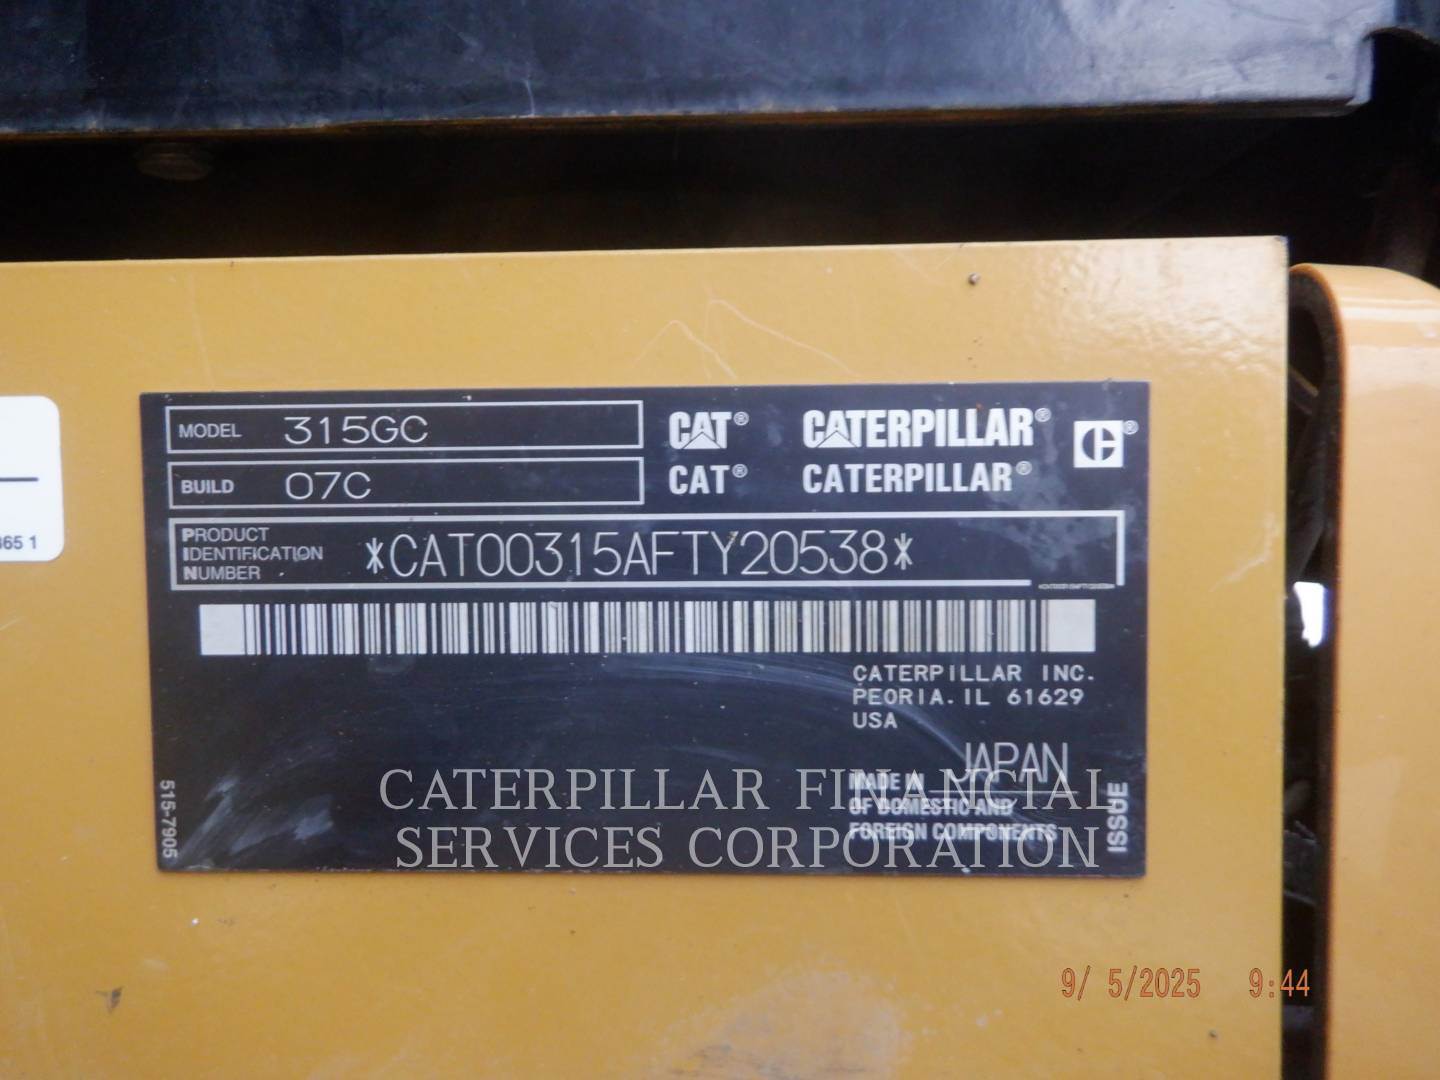 MODEL 315GC
BUILD 07C
CAT® CATERPILLAR®
CAT® CATERPILLAR®
PRODUCT
IDENTIFICATION
NUMBER
*CAT00315AFTY20538*
365 1
CATERPILLAR INC.
PEORIA. IL 61629
USA
MADE IN JAPAN
OF DOMESTIC AND
FOREIGN COMPONENTS
515-7905
ISSUE
CATERPILLAR FINANCIAL
SERVICES CORPORATION
9/ 5/2025 9:44